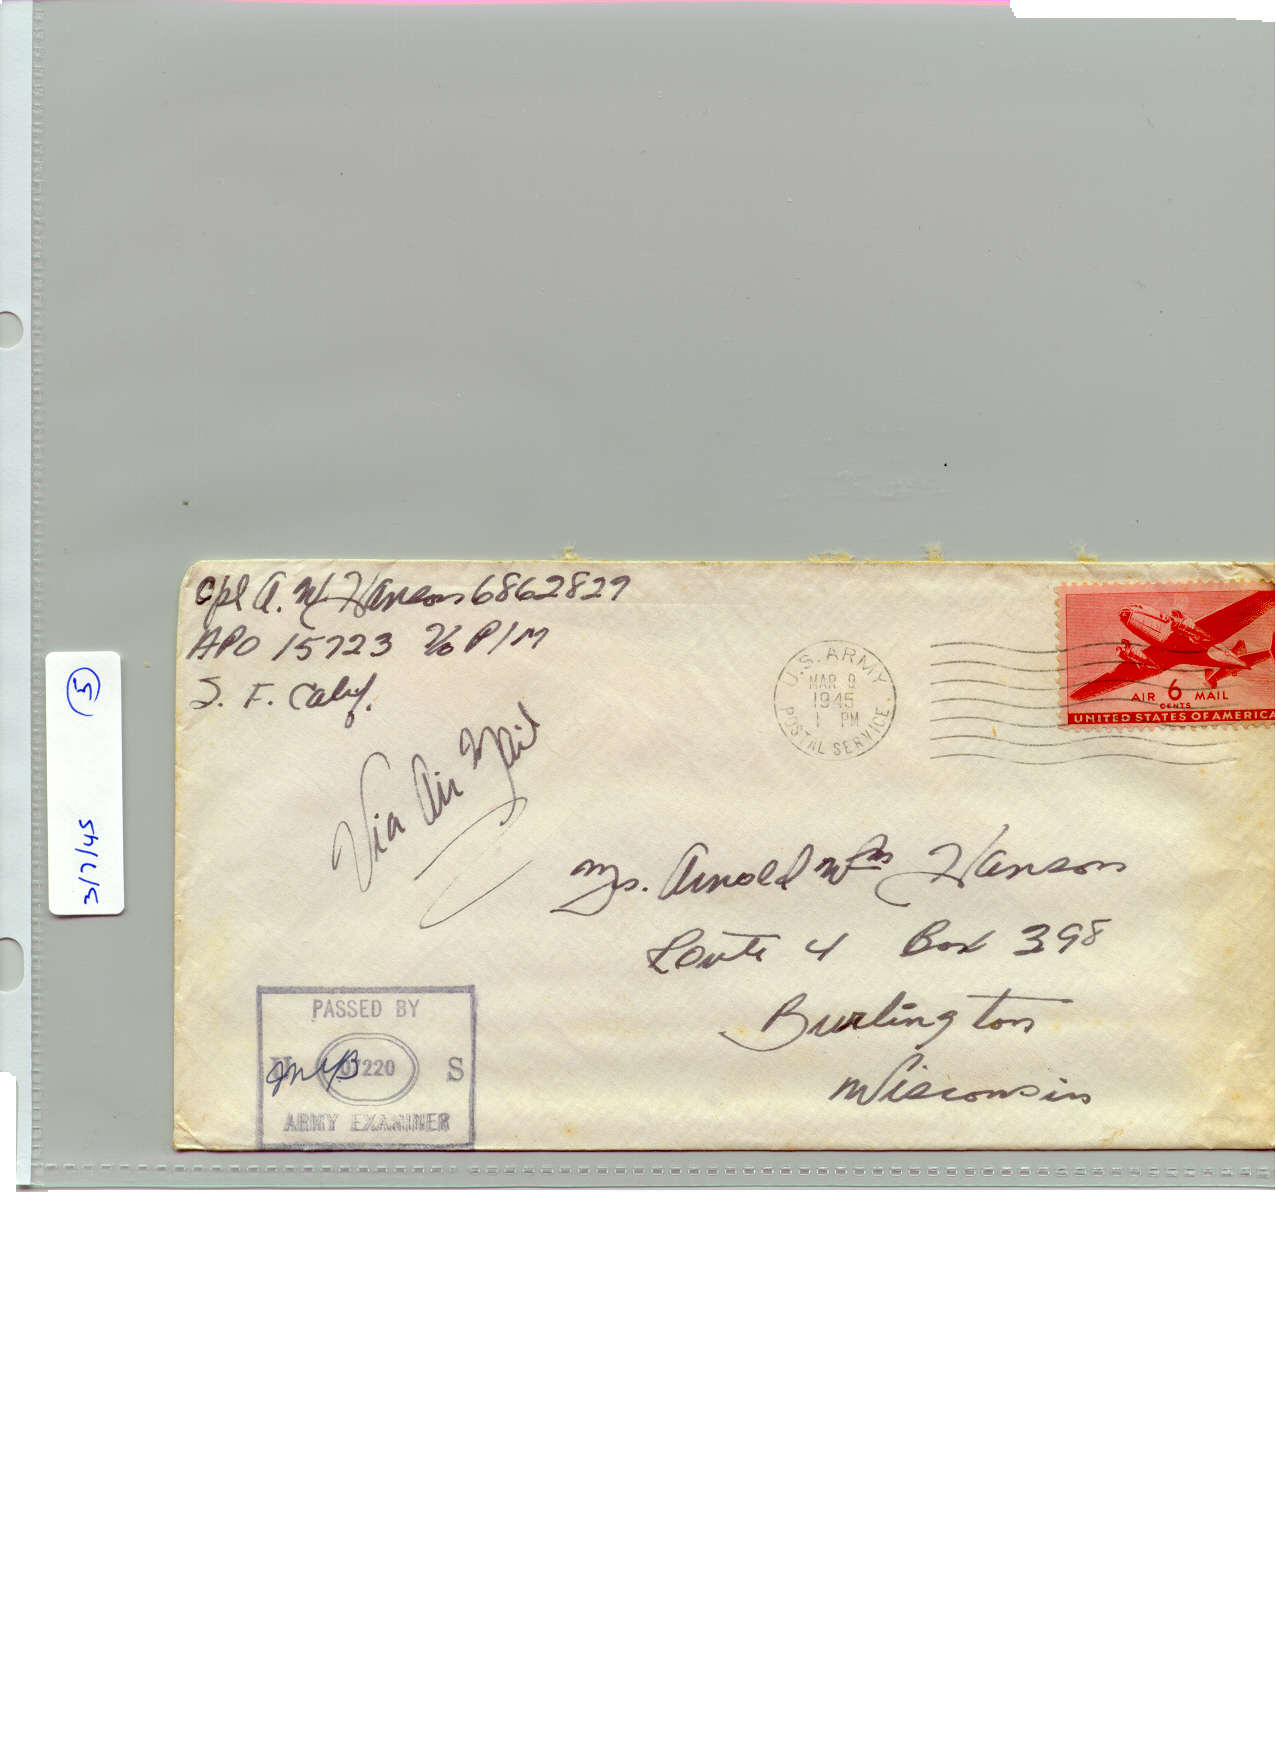 Cpl A. W. Hanson 6862829
APO 15723 c/o P/M
S. F. Calif.
Via Air Mail
U.S. ARMY
MAR 9
1945
1 PM
POSTAL SERVICE
AIR 6 MAIL
CENTS
UNITED STATES OF AMERICA
Mrs. Arnold Wm Hanson
Route 4 Box 398
Burlington
Wisconsin
PASSED BY
U 07220 S
ARMY EXAMINER
3/7/45 (5)